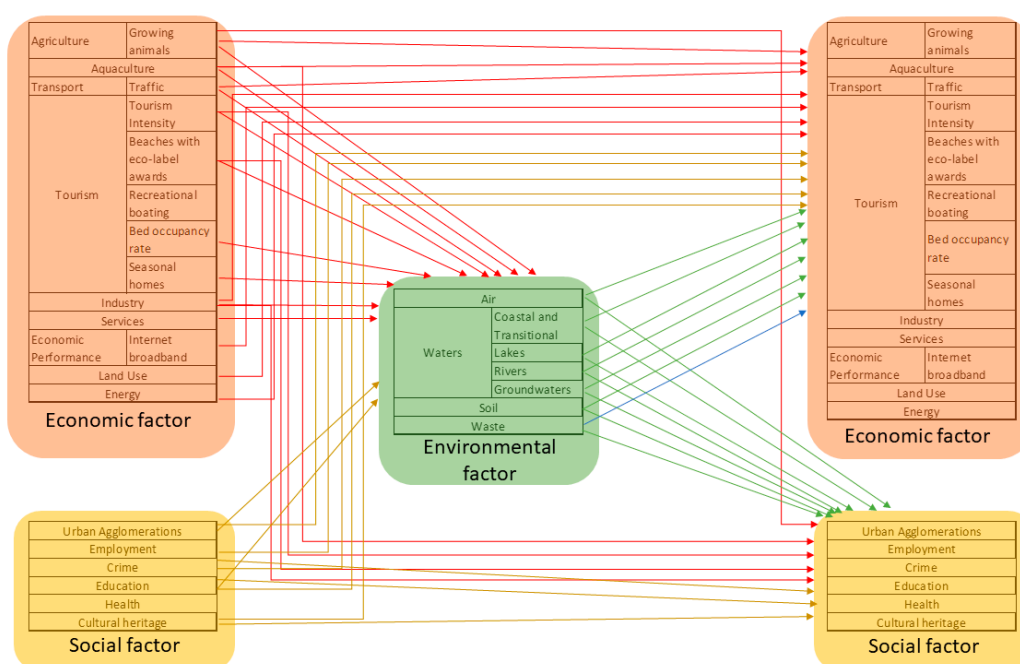 Agriculture
Growing
animals
Aquaculture
Transport
Traffic
Tourism
Tourism
Intensity
Beaches with
eco-label
awards
Recreational
boating
Bed occupancy
rate
Seasonal
homes
Industry
Services
Economic
Performance
Internet
broadband
Land Use
Energy
Economic factor
Air
Waters
Coastal and
Transitional
Lakes
Rivers
Groundwaters
Soil
Waste
Environmental
factor
Agriculture
Growing
animals
Aquaculture
Transport
Traffic
Tourism
Tourism
Intensity
Beaches with
eco-label
awards
Recreational
boating
Bed occupancy
rate
Seasonal
homes
Industry
Services
Economic
Performance
Internet
broadband
Land Use
Energy
Economic factor
Urban Agglomerations
Employment
Crime
Education
Health
Cultural heritage
Social factor
Urban Agglomerations
Employment
Crime
Education
Health
Cultural heritage
Social factor